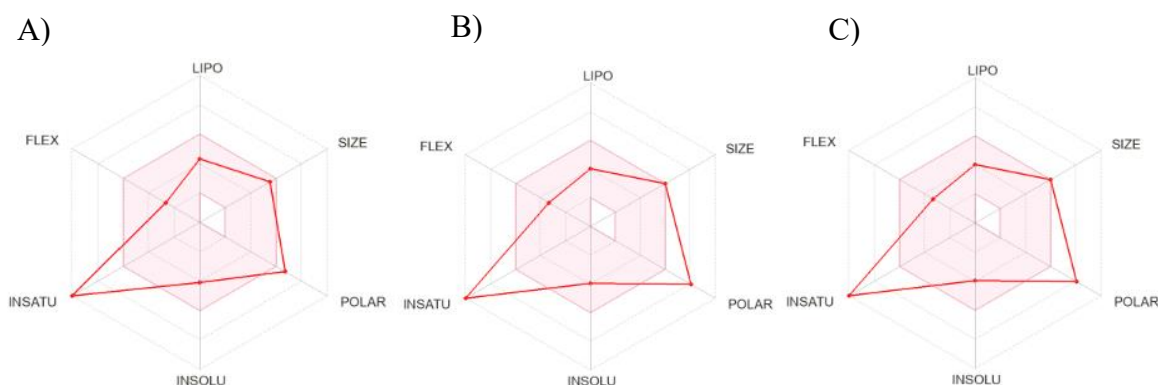 A)
B)
C)
LIPO
FLEX
SIZE
INSATU
POLAR
INSOLU
LIPO
FLEX
SIZE
INSATU
POLAR
INSOLU
LIPO
FLEX
SIZE
INSATU
POLAR
INSOLU